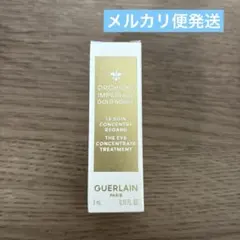 メルカリ便発送
ORCHIDÉE
IMPÉRIALE
GOLD NOBILE
LE SOIN
CONCENTRÉ
REGARD
THE EYE
CONCENTRATE
TREATMENT
GUERLAIN
PARIS